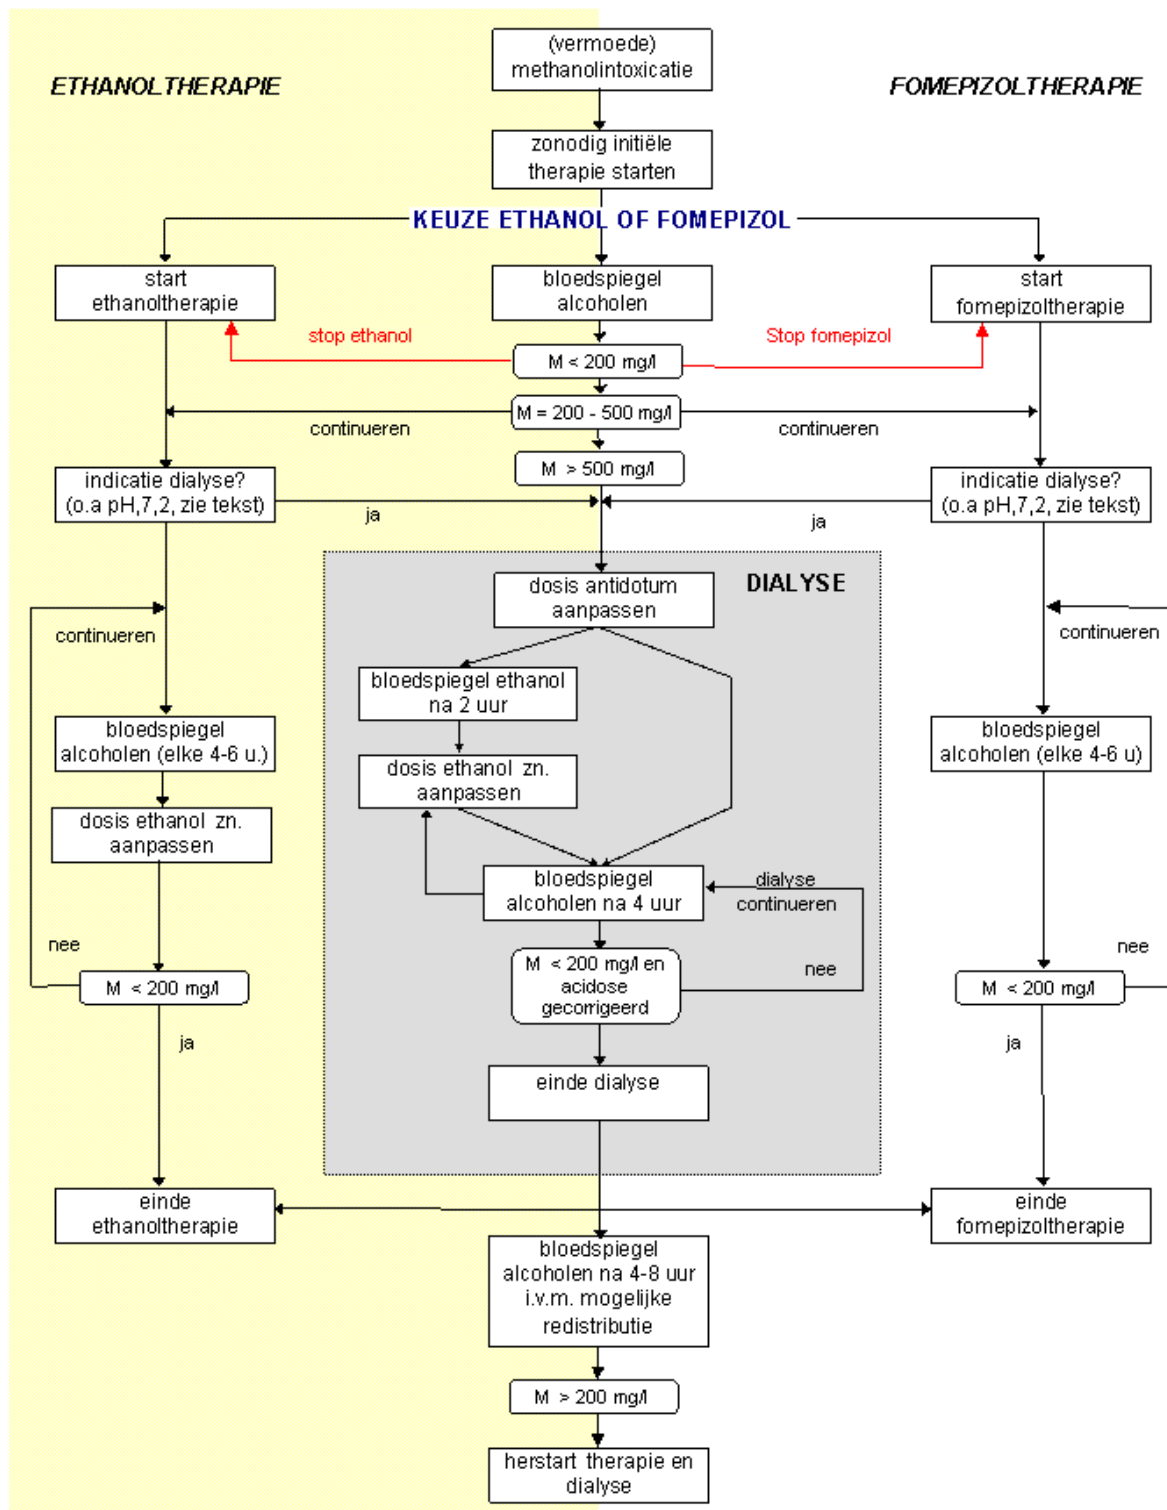 (vermoede)
methanolintoxicatie
ETHANOLTHERAPIE
FOMEPIZOLTHERAPIE
zonodig initiële
therapie starten
KEUZE ETHANOL OF FOMEPIZOL
start
ethanoltherapie
bloedspiegel
alcoholen
start
fomepizoltherapie
stop ethanol
Stop fomepizol
M < 200 mg/l
M = 200 - 500 mg/l
continueren
continueren
M > 500 mg/l
indicatie dialyse?
(o.a pH,7,2, zie tekst)
indicatie dialyse?
(o.a pH,7,2, zie tekst)
ja
ja
DIALYSE
dosis antidotum
aanpassen
continueren
continueren
bloedspiegel ethanol
na 2 uur
bloedspiegel
alcoholen (elke 4-6 u.)
bloedspiegel
alcoholen (elke 4-6 u)
dosis ethanol zn.
aanpassen
dosis ethanol zn.
aanpassen
bloedspiegel
alcoholen na 4 uur
dialyse
continueren
nee
nee
nee
M < 200 mg/l en
acidose
gecorrigeerd
M < 200 mg/l
M < 200 mg/l
ja
ja
einde dialyse
einde
ethanoltherapie
einde
fomepizoltherapie
bloedspiegel
alcoholen na 4-8 uur
i.v.m. mogelijke
redistributie
M > 200 mg/l
herstart therapie en
dialyse